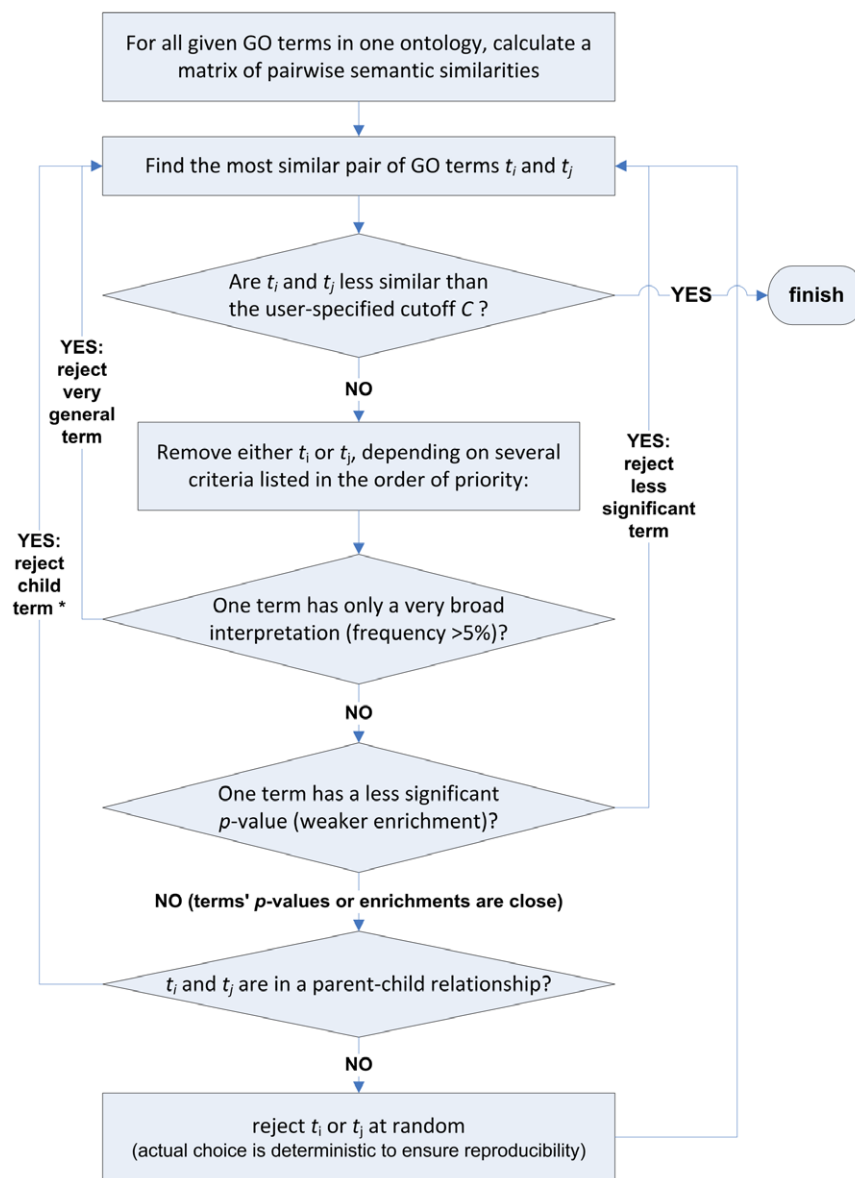 For all given GO terms in one ontology, calculate a
matrix of pairwise semantic similarities
Find the most similar pair of GO terms ti and tj
Are ti and tj less similar than
the user-specified cutoff C ?
YES
finish
YES:
reject
very
general
term
NO
Remove either ti or tj, depending on several
criteria listed in the order of priority:
YES:
reject
less
significant
term
YES:
reject
child
term *
One term has only a very broad
interpretation (frequency >5%)?
NO
One term has a less significant
p-value (weaker enrichment)?
NO (terms' p-values or enrichments are close)
ti and tj are in a parent-child relationship?
NO
reject ti or tj at random
(actual choice is deterministic to ensure reproducibility)